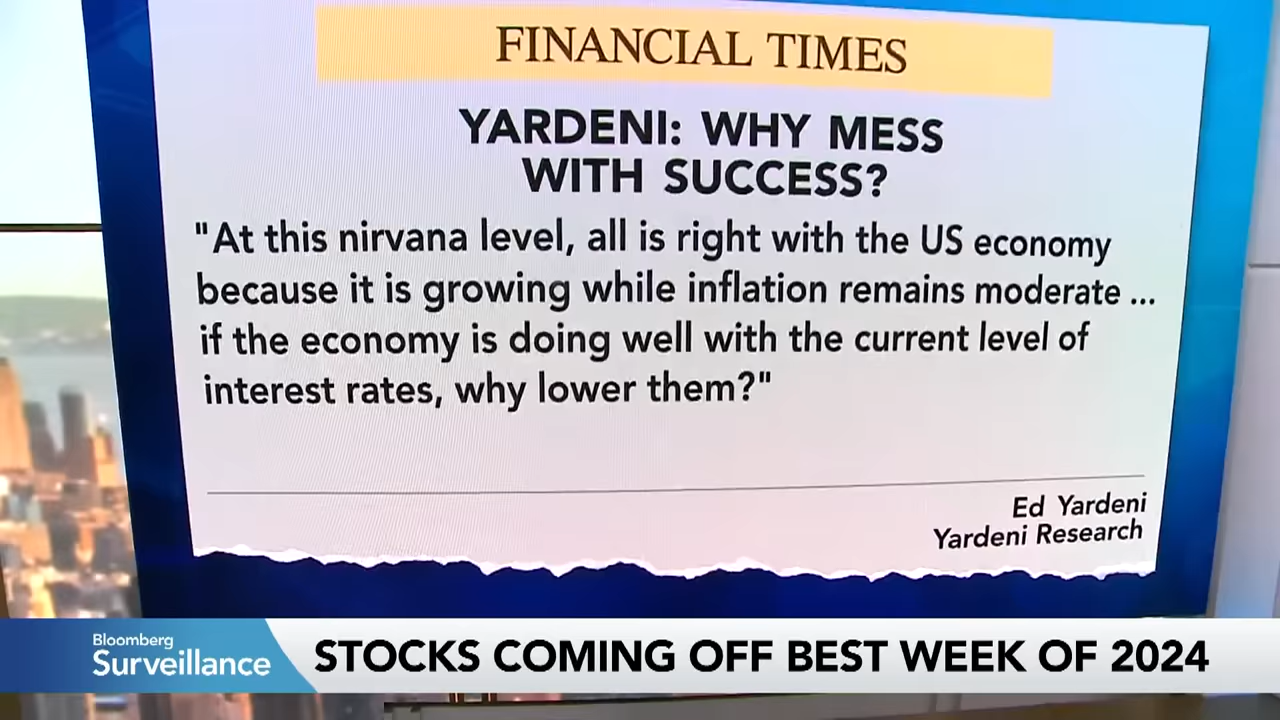 FINANCIAL TIMES
YARDENI: WHY MESS
WITH SUCCESS?
"At this nirvana level, all is right with the US economy
because it is growing while inflation remains moderate ...
if the economy is doing well with the current level of
interest rates, why lower them?"
Ed Yardeni
Yardeni Research
Bloomberg
Surveillance
STOCKS COMING OFF BEST WEEK OF 2024